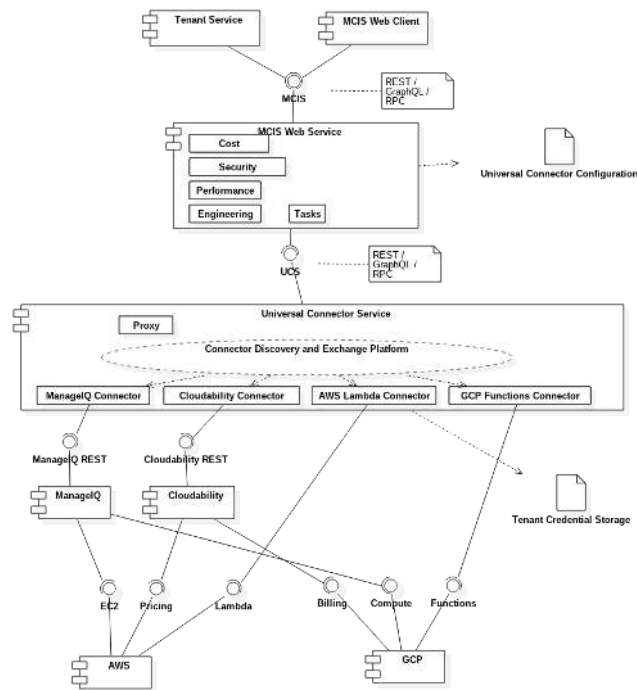 Tenant Service
MCIS Web Client
MCIS
REST /
GraphQL /
RPC
MCIS Web Service
Cost
Security
Performance
Engineering
Tasks
Universal Connector Configuration
UCS
REST /
GraphQL /
RPC
Universal Connector Service
Proxy
Connector Discovery and Exchange Platform
ManageIQ Connector
Cloudability Connector
AWS Lambda Connector
GCP Functions Connector
ManageIQ REST
Cloudability REST
ManageIQ
Cloudability
Tenant Credential Storage
EC2
Pricing
Lambda
Billing
Compute
Functions
AWS
GCP